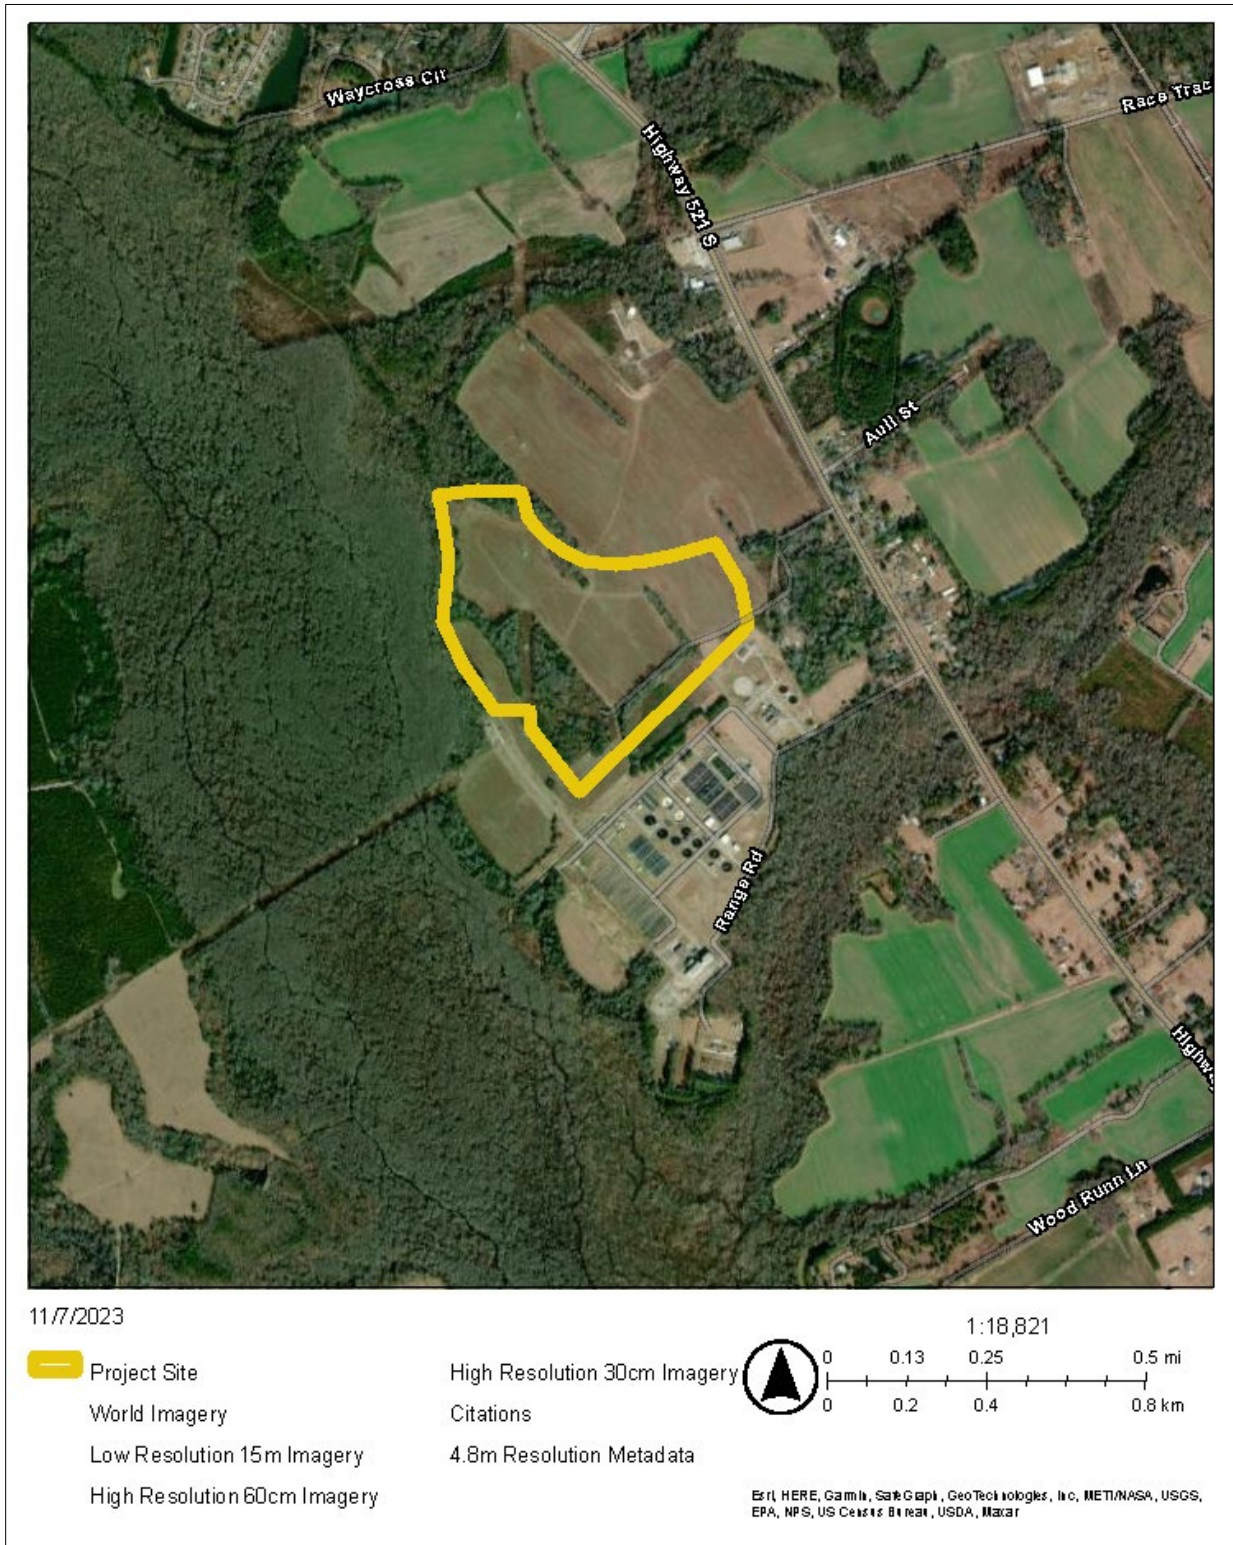 Waycross Cir
Race Trac
Highway 521 S
Aull St
Range Rd
Highway
Wood Runn Ln
11/7/2023
Project Site
World Imagery
Low Resolution 15m Imagery
High Resolution 60cm Imagery
High Resolution 30cm Imagery
Citations
4.8m Resolution Metadata
1:18,821
0 0.13 0.25 0.5 mi
0 0.2 0.4 0.8 km
Esri, HERE, Garmin, SafeGraph, GeoTechnologies, Inc, METI/NASA, USGS,
EPA, NPS, US Census Bureau, USDA, Maxar